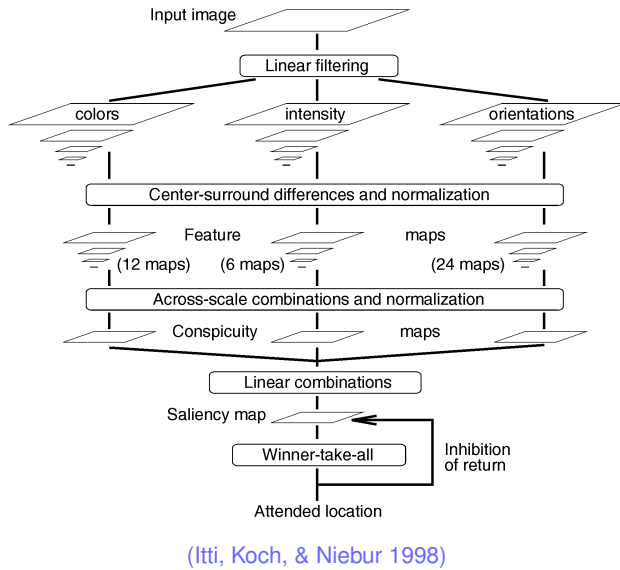 Input image
Linear filtering
colors intensity orientations
Center-surround differences and normalization
Feature maps
(12 maps) (6 maps) (24 maps)
Across-scale combinations and normalization
Conspicuity maps
Linear combinations
Saliency map
Winner-take-all
Inhibition
of return
Attended location
(Itti, Koch, & Niebur 1998)